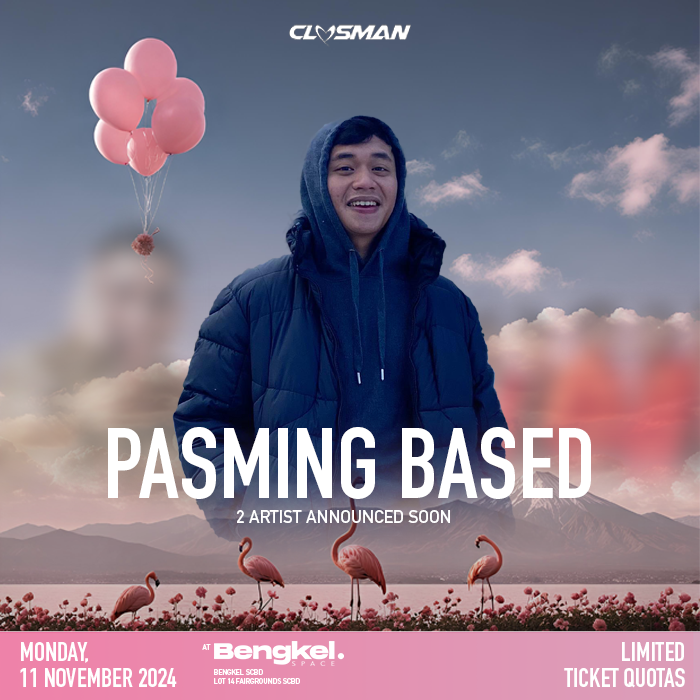 CLOSMAN
PASMING BASED
2 ARTIST ANNOUNCED SOON
MONDAY,
11 NOVEMBER 2024
AT Bengkel.
SPACE
BENGKEL SCBD
LOT 14 FAIRGROUNDS SCBD
LIMITED
TICKET QUOTAS